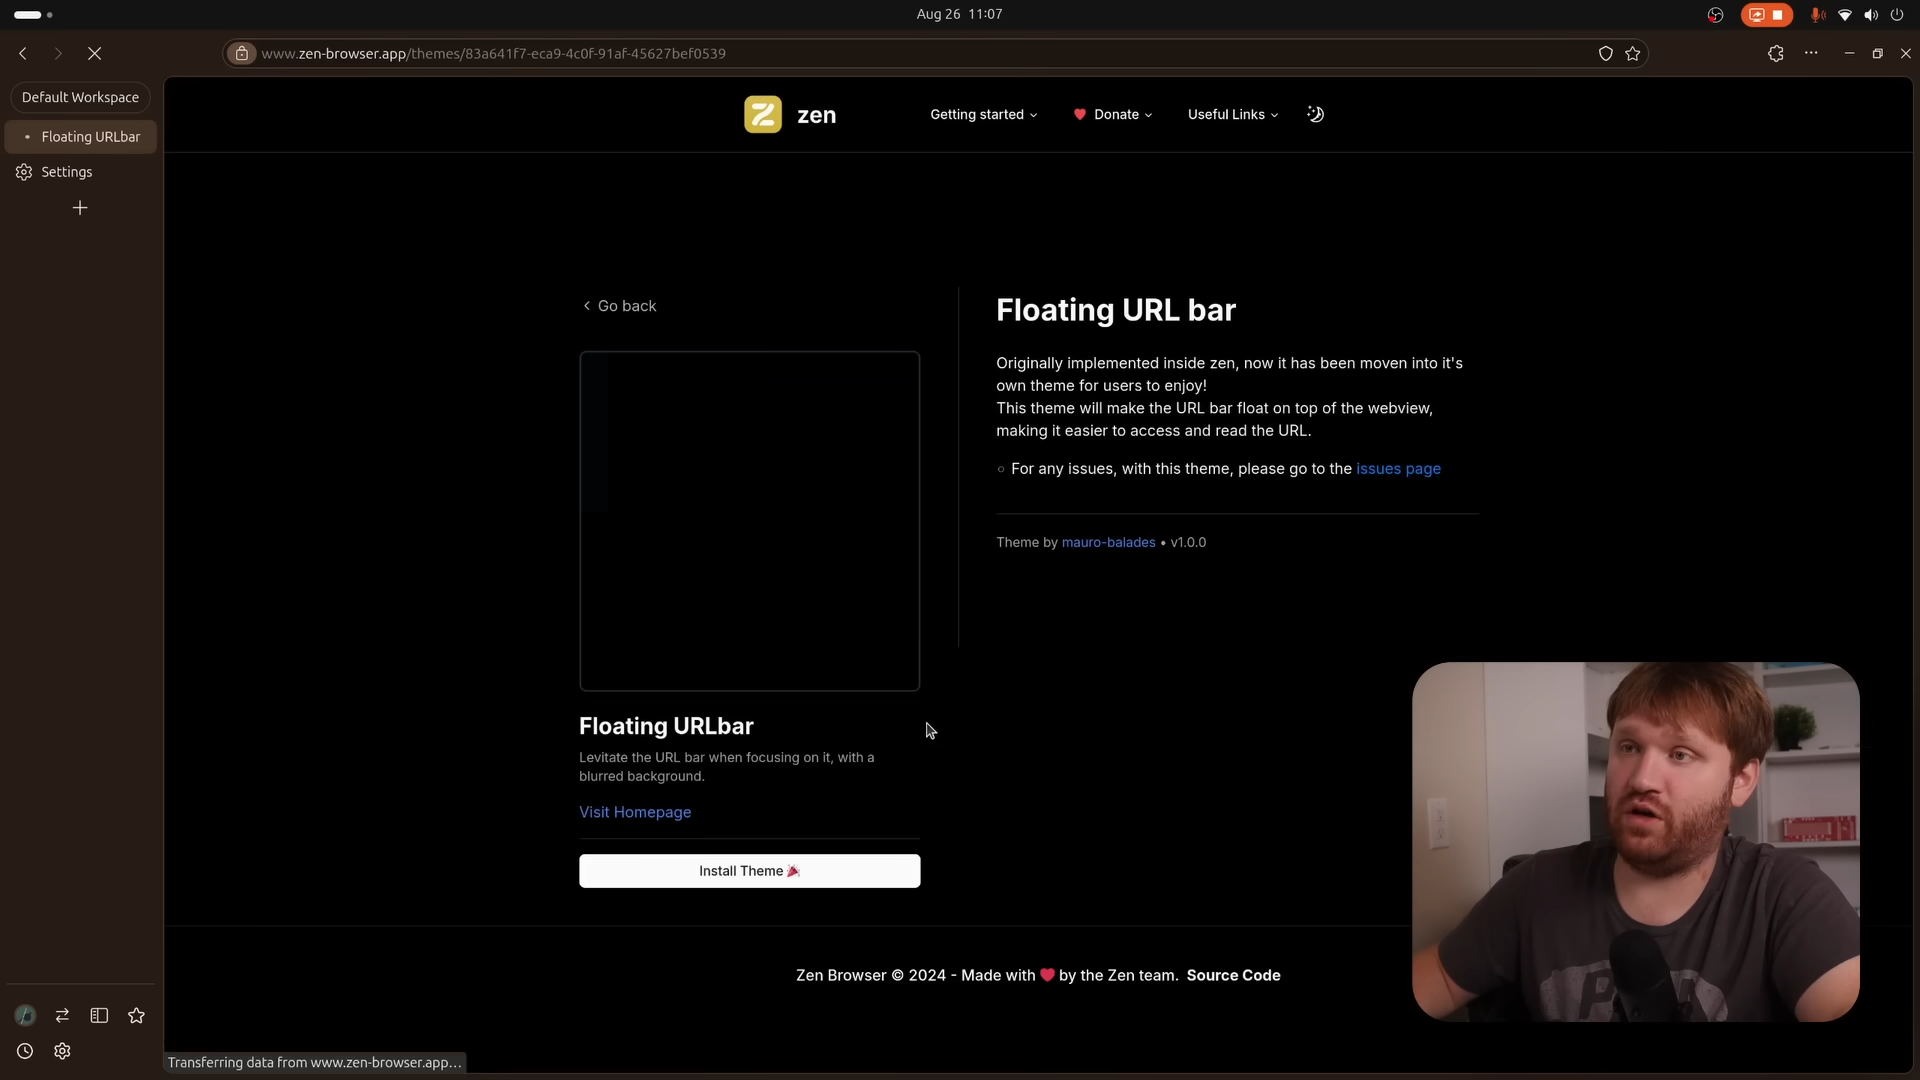 Aug 26 11:07
www.zen-browser.app/themes/83a641f7-eca9-4c0f-91af-45627bef0539
Default Workspace
Floating URLbar
Settings
zen
Getting started
Donate
Useful Links
Go back
Floating URLbar
Levitate the URL bar when focusing on it, with a
blurred background.
Visit Homepage
Install Theme
Floating URL bar
Originally implemented inside zen, now it has been moven into it's
own theme for users to enjoy!
This theme will make the URL bar float on top of the webview,
making it easier to access and read the URL.
For any issues, with this theme, please go to the issues page
Theme by mauro-balades • v1.0.0
Zen Browser © 2024 - Made with ❤️ by the Zen team. Source Code
Transferring data from www.zen-browser.app…